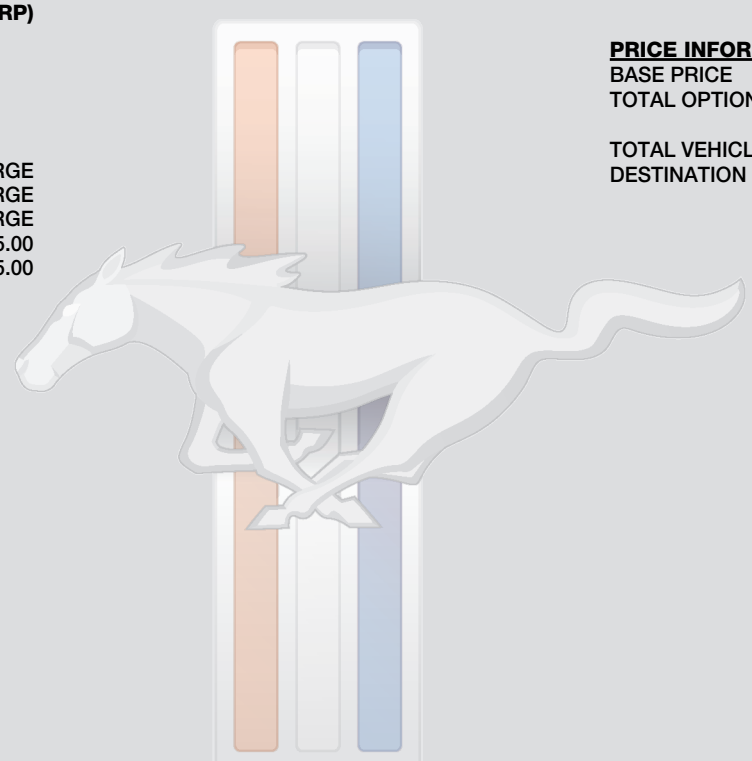 RP)
RGE
RGE
RGE
5.00
5.00
PRICE INFOR
BASE PRICE
TOTAL OPTION
TOTAL VEHICL
DESTINATION